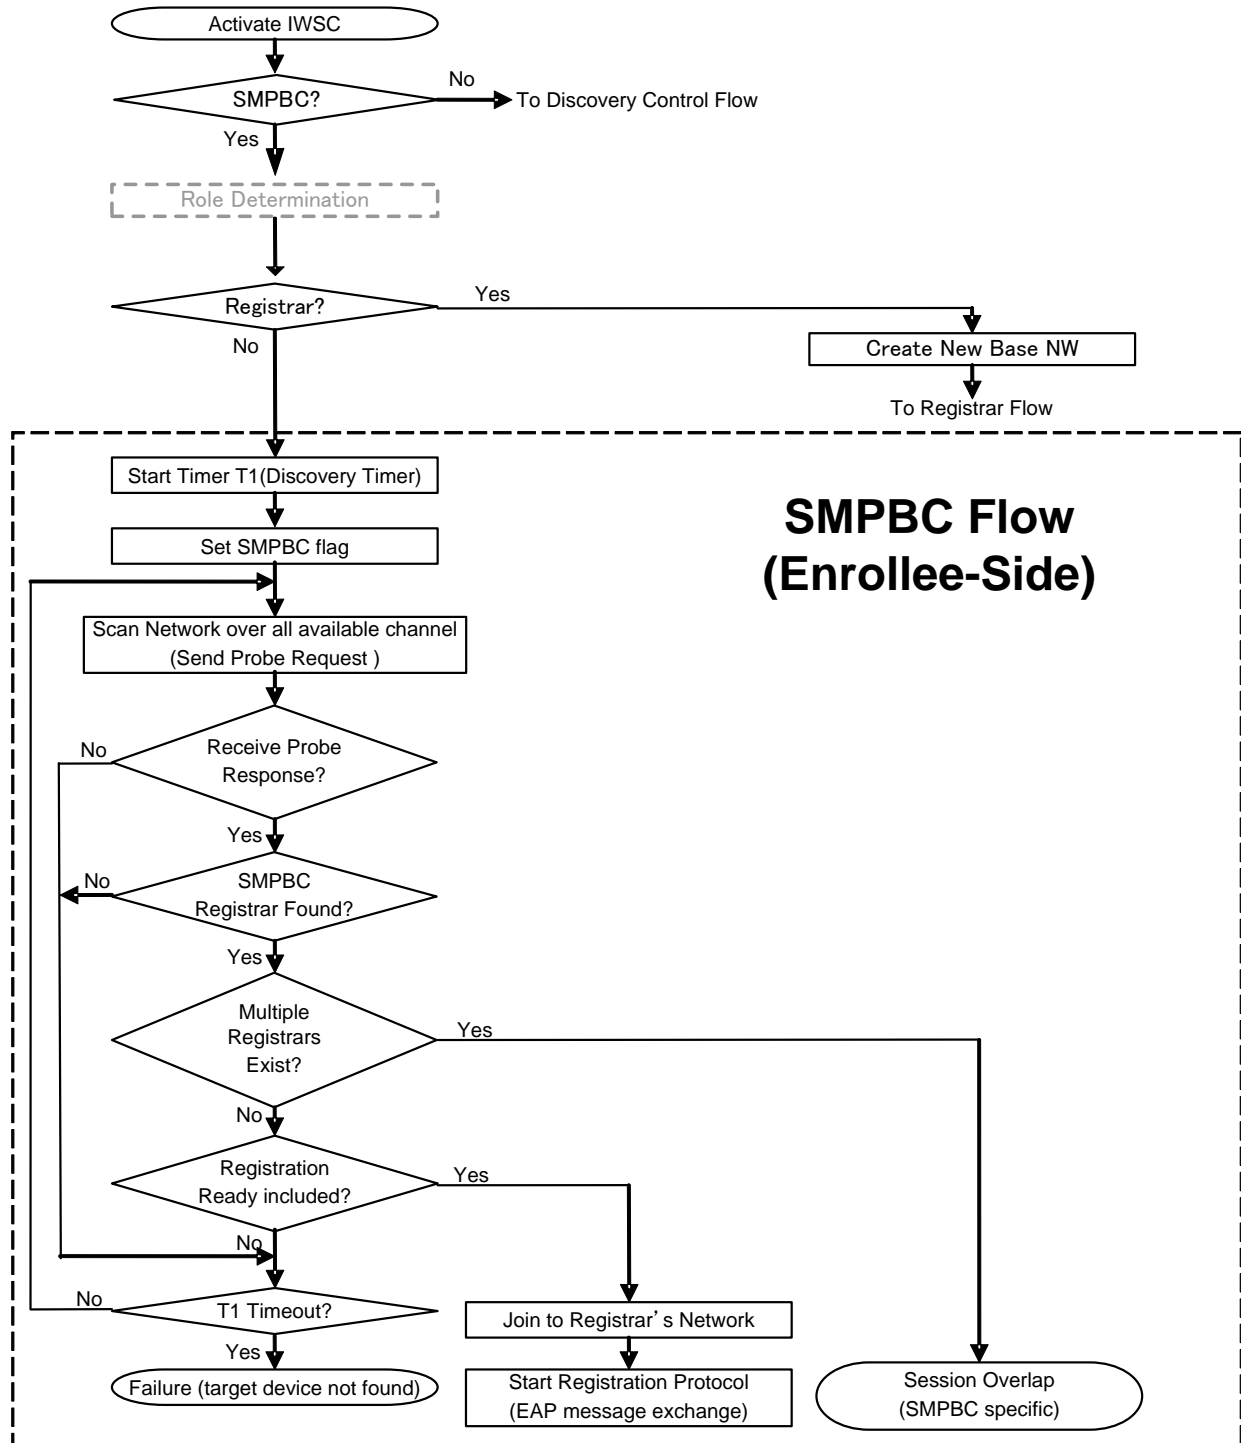 Activate IWSC
SMPBC?
No
To Discovery Control Flow
Yes
Role Determination
Registrar?
Yes
No
Create New Base NW
To Registrar Flow
Start Timer T1(Discovery Timer)
SMPBC Flow
(Enrollee-Side)
Set SMPBC flag
Scan Network over all available channel
(Send Probe Request )
Receive Probe
Response?
No
Yes
SMPBC
Registrar Found?
No
Yes
Multiple
Registrars
Exist?
Yes
No
Registration
Ready included?
Yes
No
T1 Timeout?
No
Yes
Join to Registrar’s Network
Failure (target device not found)
Start Registration Protocol
(EAP message exchange)
Session Overlap
(SMPBC specific)